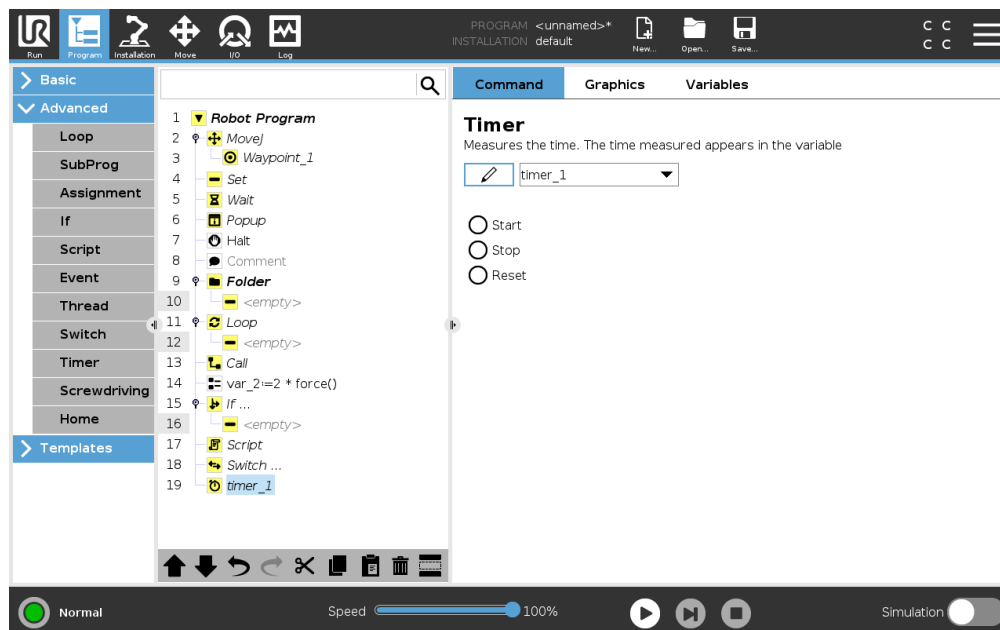 PROGRAM <unnamed>*
INSTALLATION default
UR
Run
Program
Installation
Move
I/O
Log
New...
Open...
Save...
C C
C C
Basic
Advanced
Loop
SubProg
Assignment
If
Script
Event
Thread
Switch
Timer
Screwdriving
Home
Templates
1 Robot Program
2 MoveJ
3 Waypoint_1
4 Set
5 Wait
6 Popup
7 Halt
8 Comment
9 Folder
10 <empty>
11 Loop
12 <empty>
13 Call
14 var_2:=2 * force()
15 If ...
16 <empty>
17 Script
18 Switch ...
19 timer_1
Command Graphics Variables
Timer
Measures the time. The time measured appears in the variable
timer_1
Start
Stop
Reset
Normal
Speed 100%
Simulation